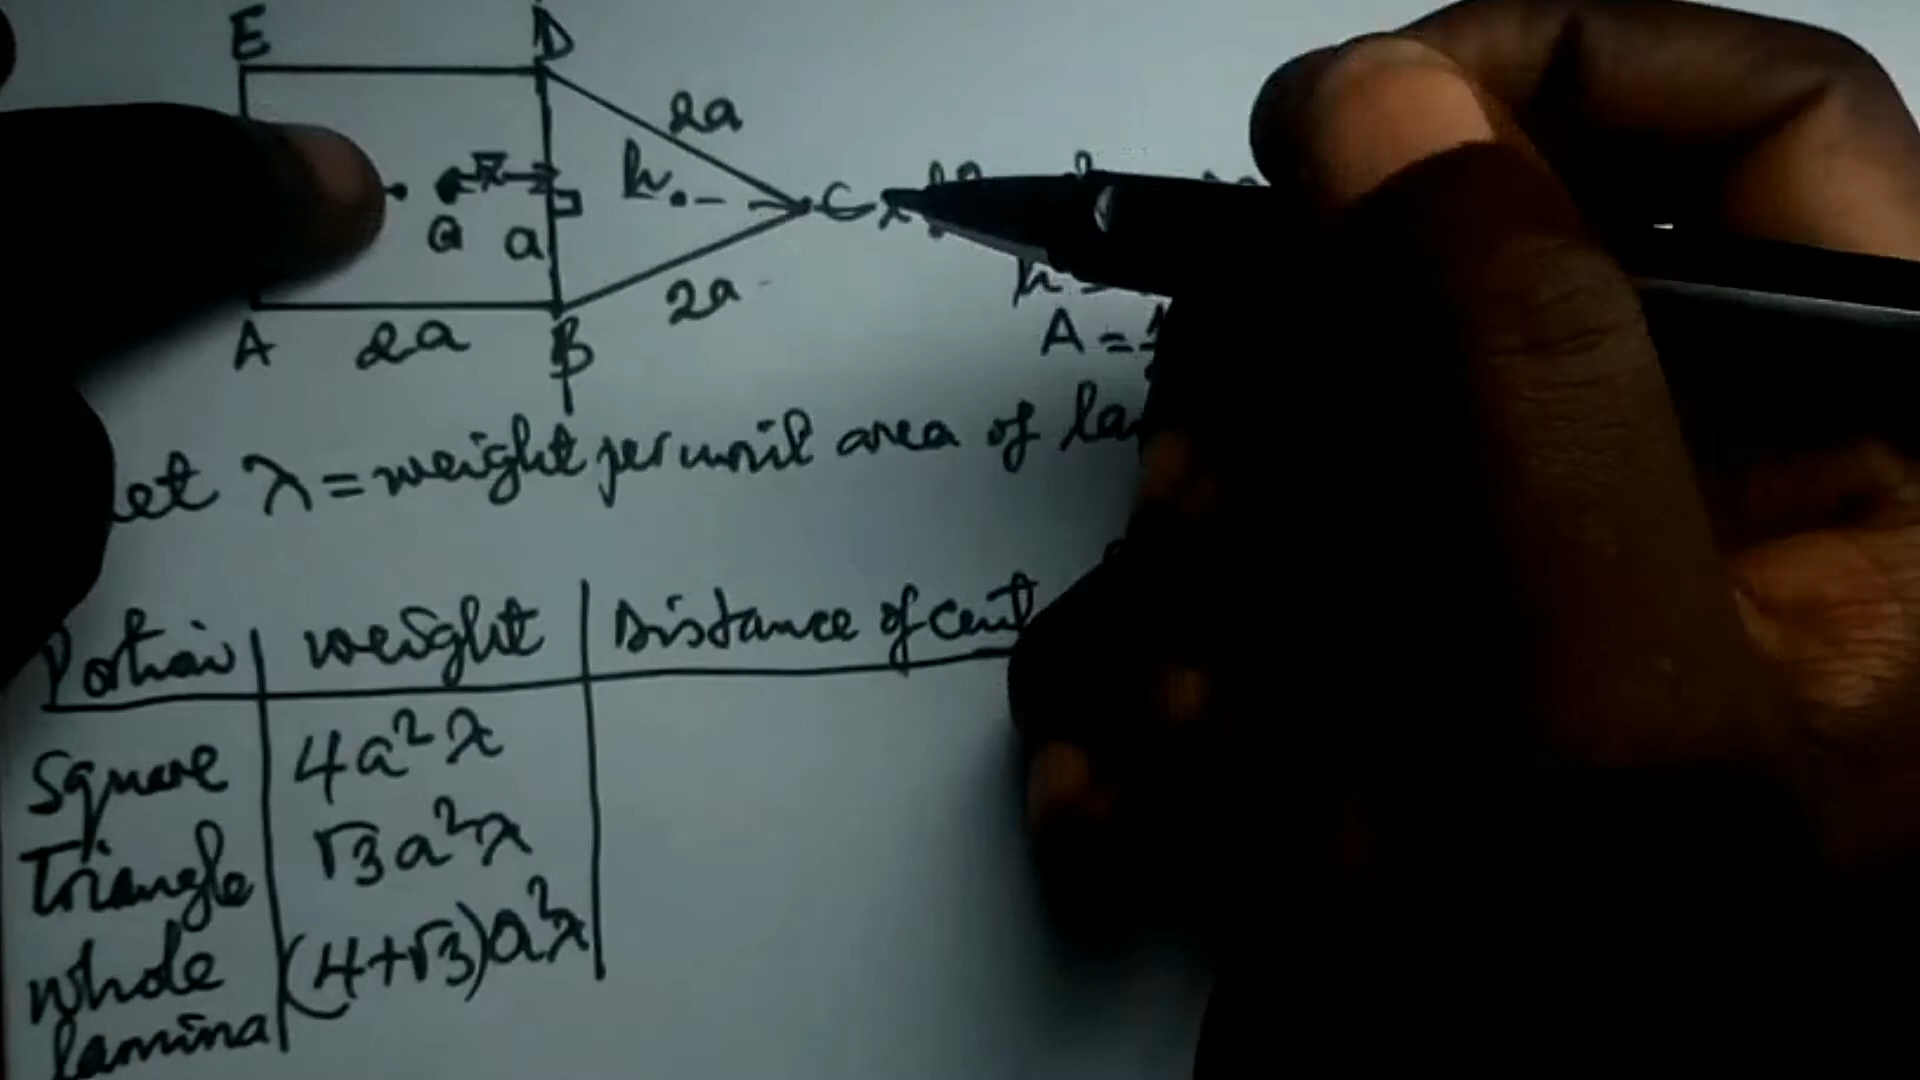 E D
2a
h
x̄
C
G a
2a
h
A 2a B
A =
Let λ = weight per unit area of
Portion weight Distance of cent
Square 4a²λ
Triangle √3a²λ
whole (4+√3)a²λ
lamina